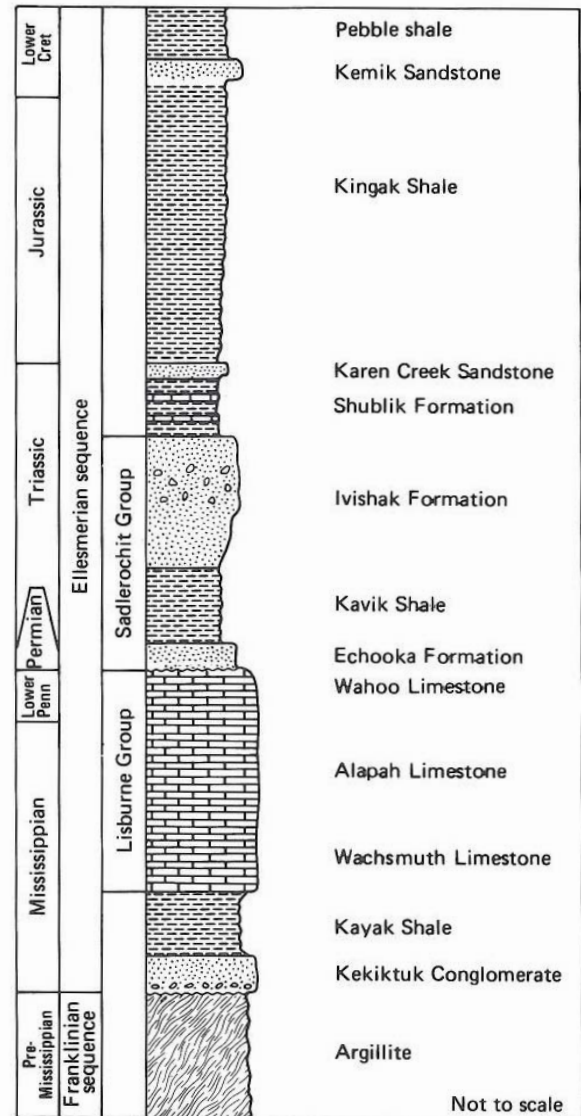 Lower
Cret
Jurassic
Triassic
Permian
Lower
Penn
Mississippian
Pre-
Mississippian
Ellesmerian sequence
Franklinian
sequence
Sadlerochit Group
Lisburne Group
Pebble shale
Kemik Sandstone
Kingak Shale
Karen Creek Sandstone
Shublik Formation
Ivishak Formation
Kavik Shale
Echooka Formation
Wahoo Limestone
Alapah Limestone
Wachsmuth Limestone
Kayak Shale
Kekiktuk Conglomerate
Argillite
Not to scale